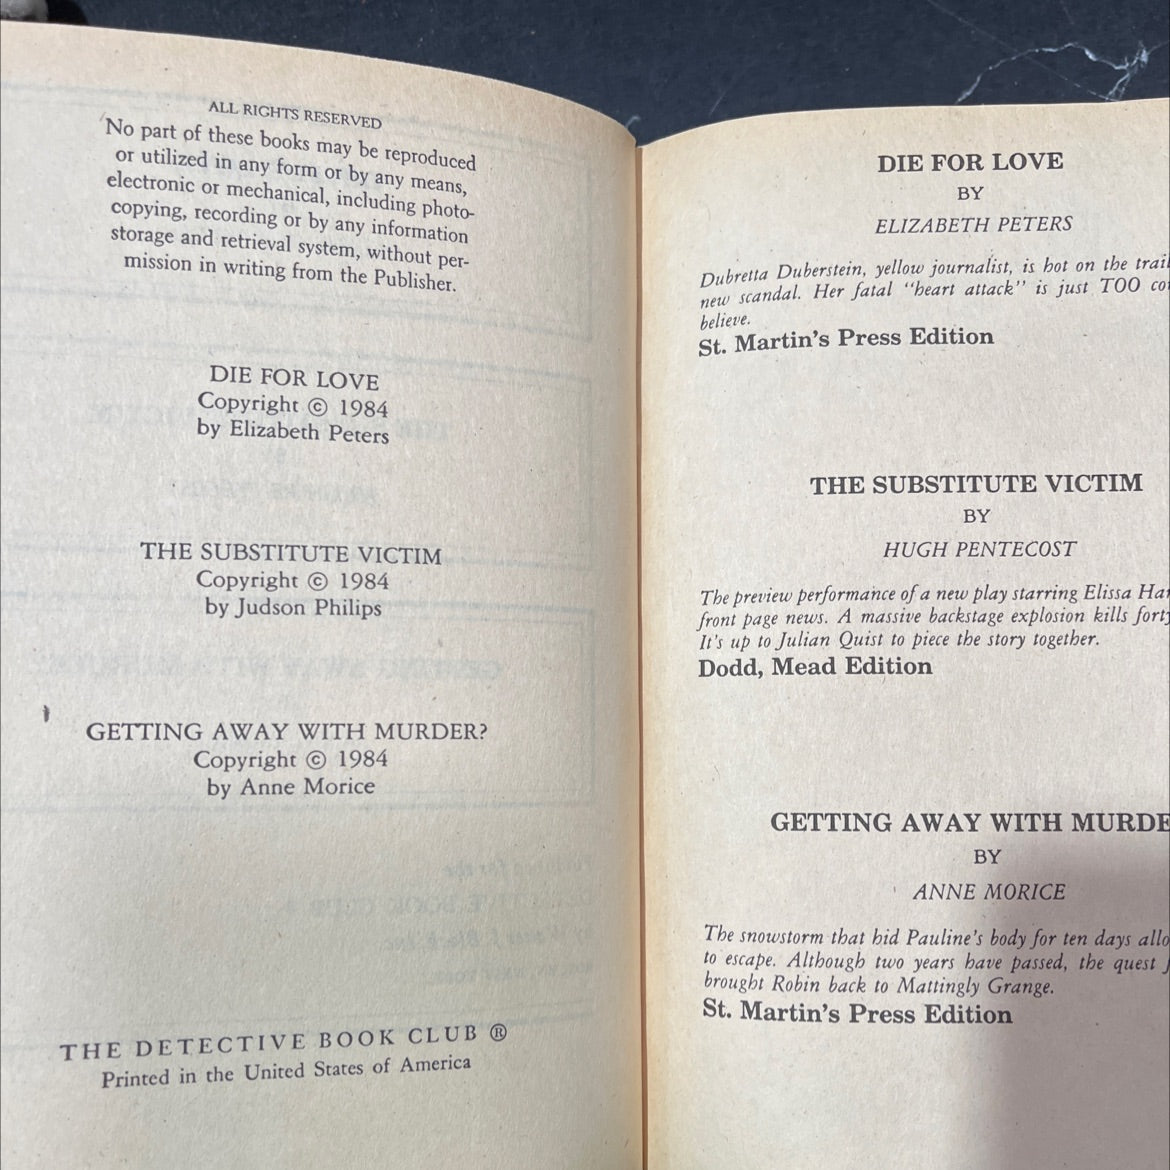 ALL RIGHTS RESERVED
No part of these books may be reproduced
or utilized in any form or by any means,
electronic or mechanical, including photo-
copying, recording or by any information
storage and retrieval system, without per-
mission in writing from the Publisher.
DIE FOR LOVE
Copyright © 1984
by Elizabeth Peters
THE SUBSTITUTE VICTIM
Copyright © 1984
by Judson Philips
GETTING AWAY WITH MURDER?
Copyright © 1984
by Anne Morice
THE DETECTIVE BOOK CLUB ®
Printed in the United States of America
DIE FOR LOVE
BY
ELIZABETH PETERS
Dubretta Duberstein, yellow journalist, is hot on the trail
new scandal. Her fatal "heart attack" is just TOO
believe.
St. Martin's Press Edition
THE SUBSTITUTE VICTIM
BY
HUGH PENTECOST
The preview performance of a new play starring Elissa
front page news. A massive backstage explosion kills
It's up to Julian Quist to piece the story together.
Dodd, Mead Edition
GETTING AWAY WITH
BY
ANNE MORICE
The snowstorm that hid Pauline's body for ten days
to escape. Although two years have passed, the quest
brought Robin back to Mattingly Grange.
St. Martin's Press Edition